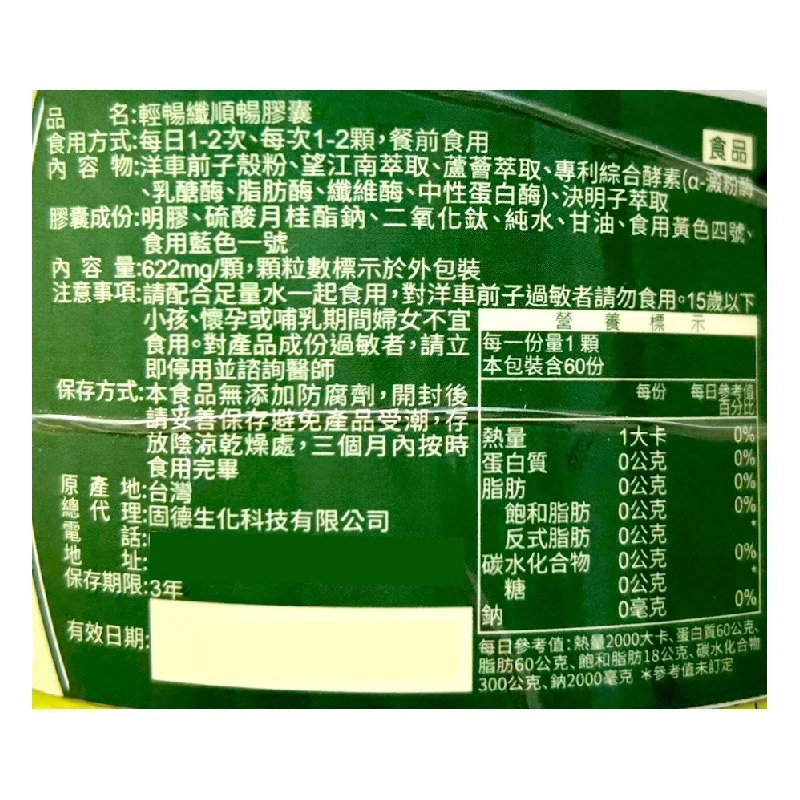 品 名:輕暢纖順暢膠囊
食品
食用方式:每日1-2次、每次1-2顆,餐前食用
內容物:洋車前子殼粉、望江南萃取、蘆薈萃取、專利綜合酵素(α-澱粉酶
、乳醣酶、脂肪酶、纖維酶、中性蛋白酶)、決明子萃取
膠囊成份:明膠、硫酸月桂酯鈉、二氧化鈦、純水、甘油、食用黃色四號、
食用藍色一號
內容量:622mg/顆,顆粒數標示於外包裝
注意事項:請配合足量水一起食用,對洋車前子過敏者請勿食用。15歲以下
小孩、懷孕或哺乳期間婦女不宜
食用。對產品成份過敏者,請立
即停用並諮詢醫師
保存方式:本食品無添加防腐劑,開封後
請妥善保存避免產品受潮,存
放陰涼乾燥處,三個月內按時
食用完畢
原產地:台灣
總代理:固德生化科技有限公司
電話:
地址:
保存期限:3年
有效日期:
營養標示
每一份量1顆
本包裝含60份
每份 每日參考值
百分比
熱量 1大卡 0%
蛋白質 0公克 0%
脂肪 0公克 0%
飽和脂肪 0公克 0%
反式脂肪 0公克 *
碳水化合物 0公克 0%
糖 0公克 *
鈉 0毫克 0%
每日參考值:熱量2000大卡、蛋白質60公克、
脂肪60公克、飽和脂肪18公克、碳水化合物
300公克、鈉2000毫克 *參考值未訂定